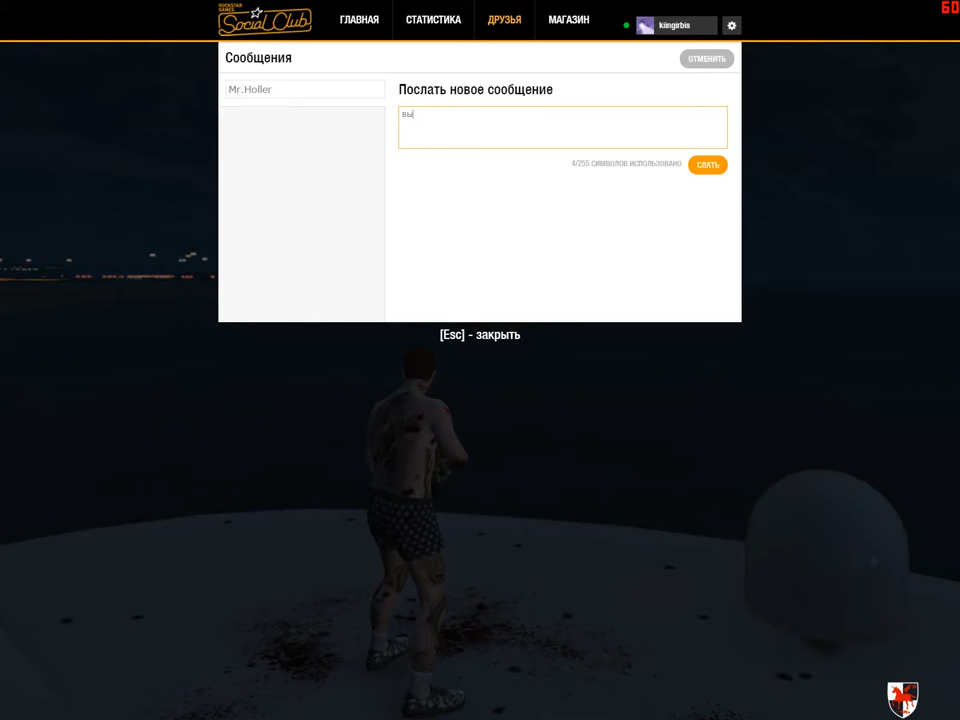 60
ROCKSTAR
GAMES
Social Club
ГЛАВНАЯ
СТАТИСТИКА
ДРУЗЬЯ
МАГАЗИН
kiingirbis
Сообщения
ОТМЕНИТЬ
Mr.Holler
Послать новое сообщение
вы
4/255 СИМВОЛОВ ИСПОЛЬЗОВАНО
СЛАТЬ
[Esc] - закрыть